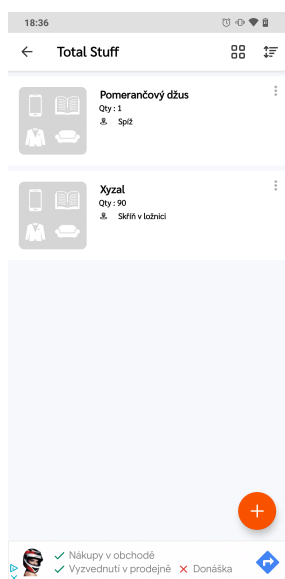 18:36
Total Stuff
Pomerančový džus
Qty : 1
Spíž
Xyzal
Qty : 90
Skříň v ložnici
Nákupy v obchodě
Vyzvednutí v prodejně Donáška